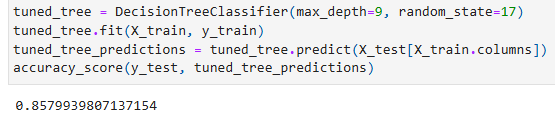 tuned_tree = DecisionTreeClassifier(max_depth=9, random_state=17)
tuned_tree.fit(X_train, y_train)
tuned_tree_predictions = tuned_tree.predict(X_test[X_train.columns])
accuracy_score(y_test, tuned_tree_predictions)
0.8579939807137154